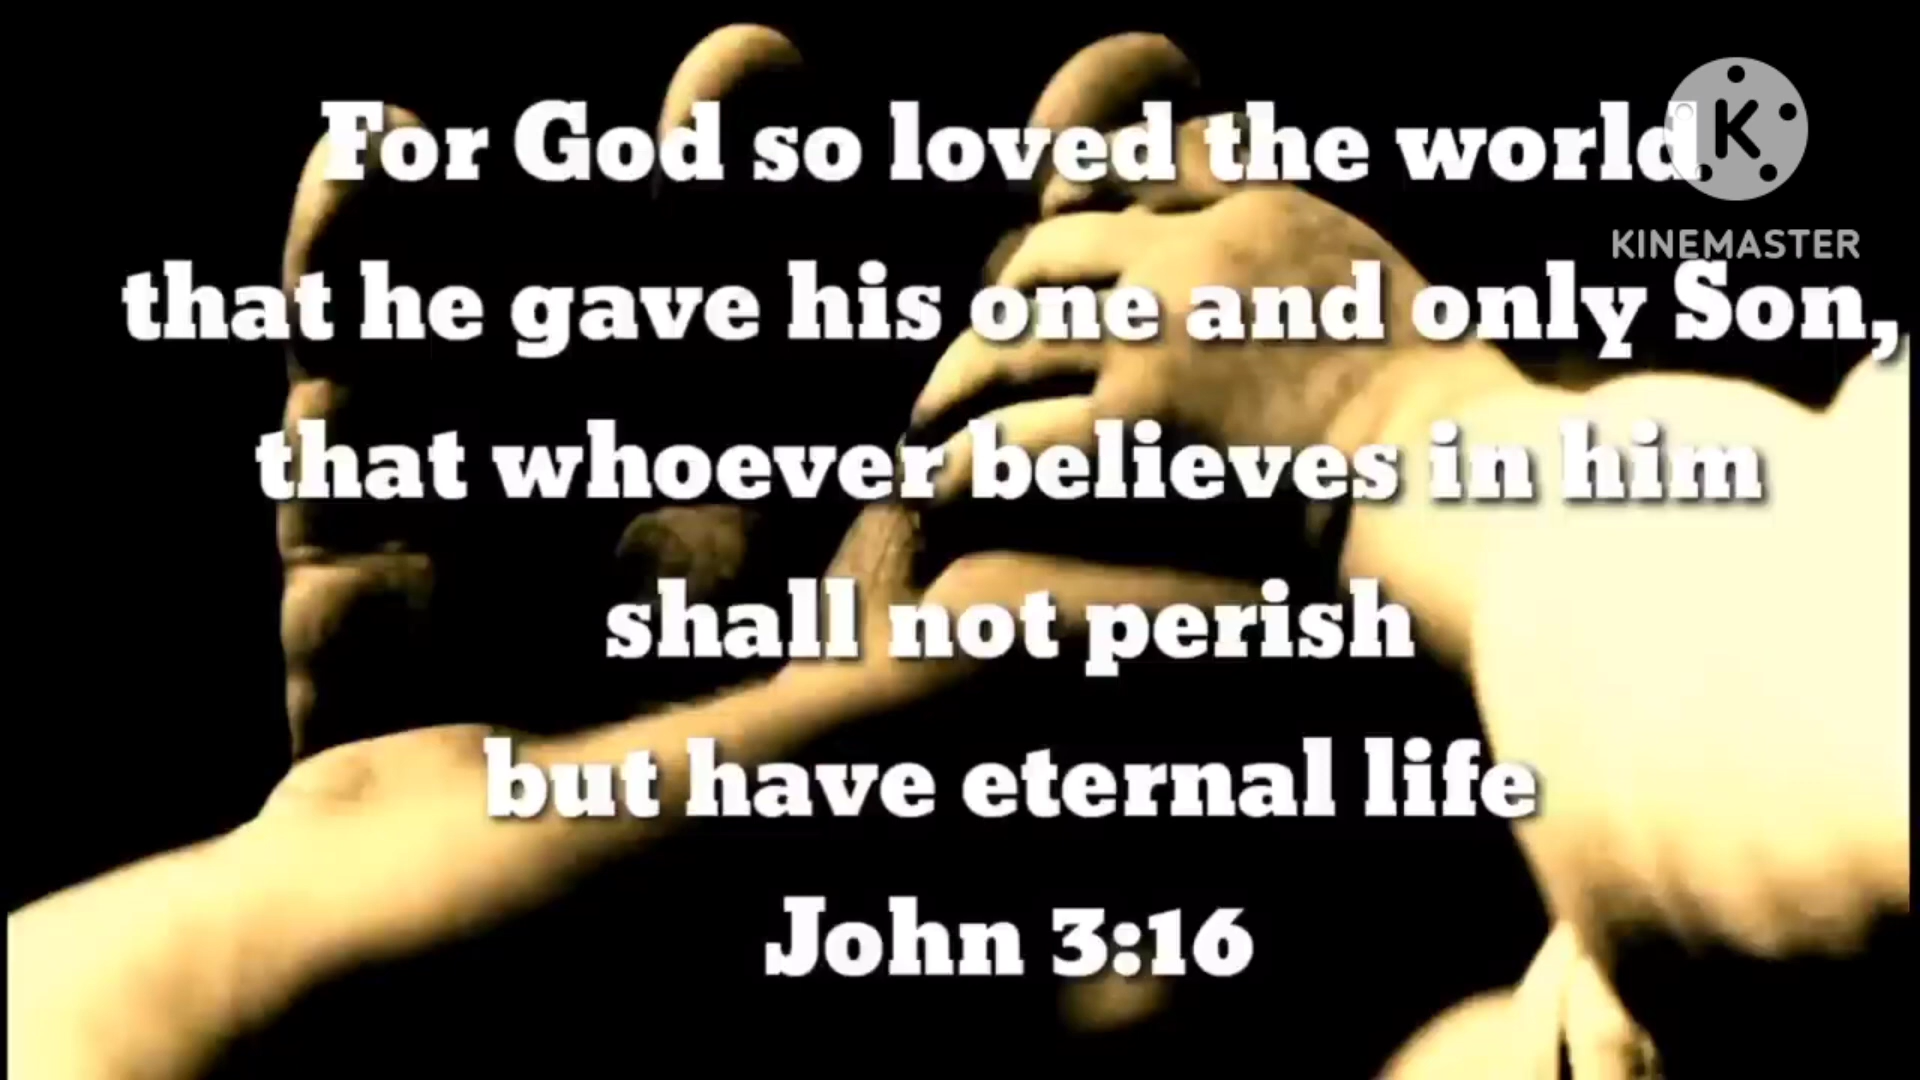 For God so loved the world
K
KINEMASTER
that he gave his one and only Son,
that whoever believes in him
shall not perish
but have eternal life
John 3:16